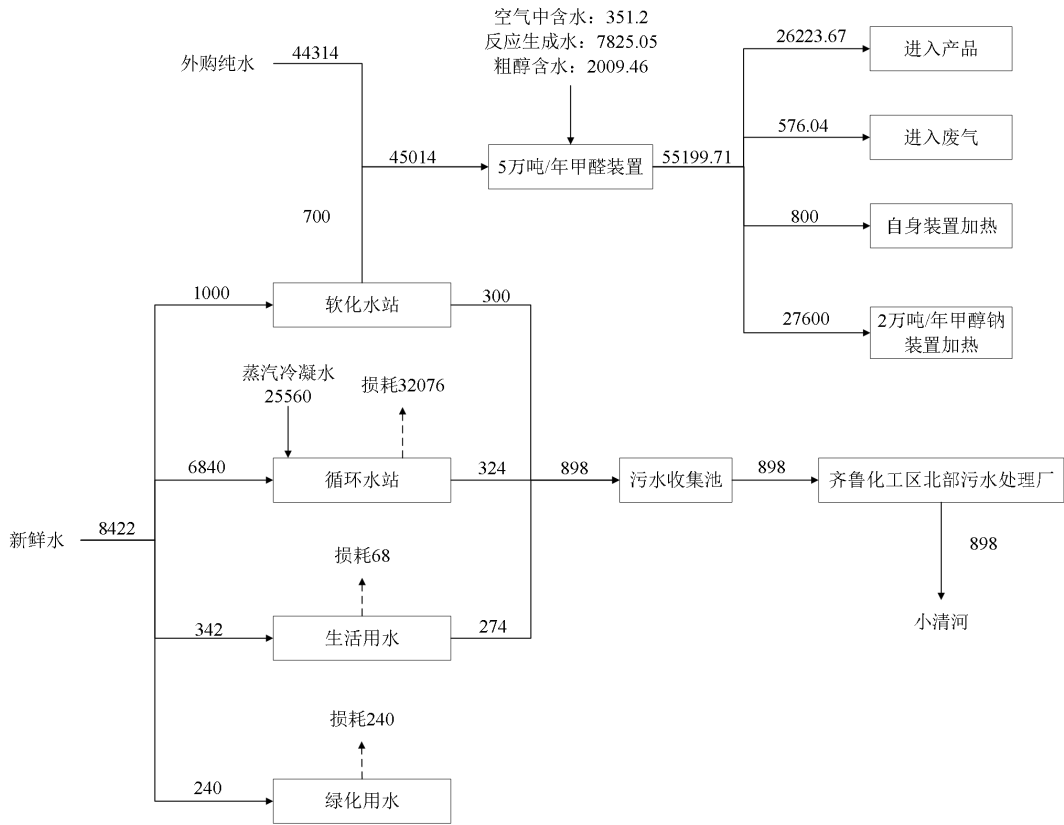 空气中含水：351.2
反应生成水：7825.05
粗醇含水：2009.46
外购纯水
44314
26223.67
进入产品
576.04
进入废气
45014
5万吨/年甲醛装置
55199.71
700
800
自身装置加热
1000
软化水站
300
27600
2万吨/年甲醇钠
装置加热
蒸汽冷凝水
25560
损耗32076
6840
循环水站
324
898
污水收集池
898
齐鲁化工区北部污水处理厂
新鲜水
8422
898
损耗68
小清河
342
生活用水
274
损耗240
240
绿化用水